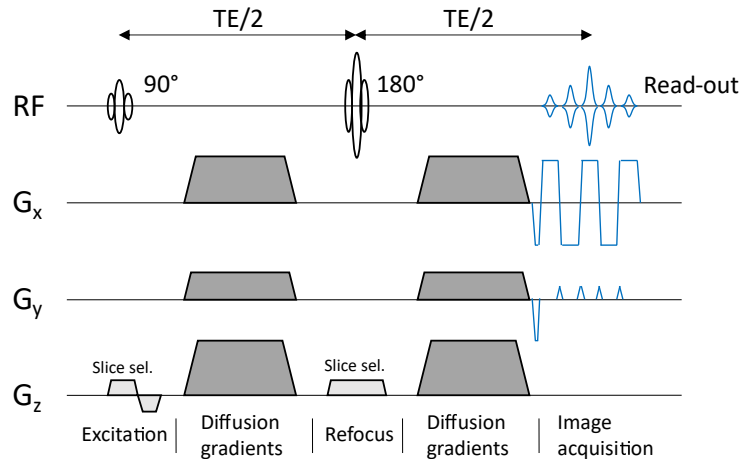 TE/2 TE/2
90° 180° Read-out
RF
Gx
Gy
Slice sel. Slice sel.
Gz
Excitation Diffusion gradients Refocus Diffusion gradients Image acquisition